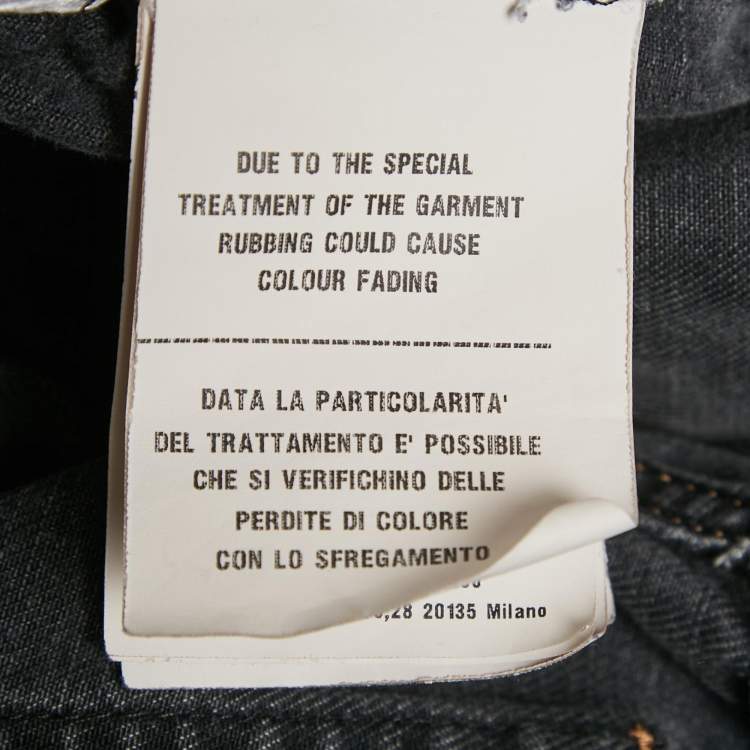 DUE TO THE SPECIAL
TREATMENT OF THE GARMENT
RUBBING COULD CAUSE
COLOUR FADING
DATA LA PARTICOLARITA'
DEL TRATTAMENTO E' POSSIBILE
CHE SI VERIFICHINO DELLE
PERDITE DI COLORE
CON LO SFREGAMENTO
,28 20135 Milano